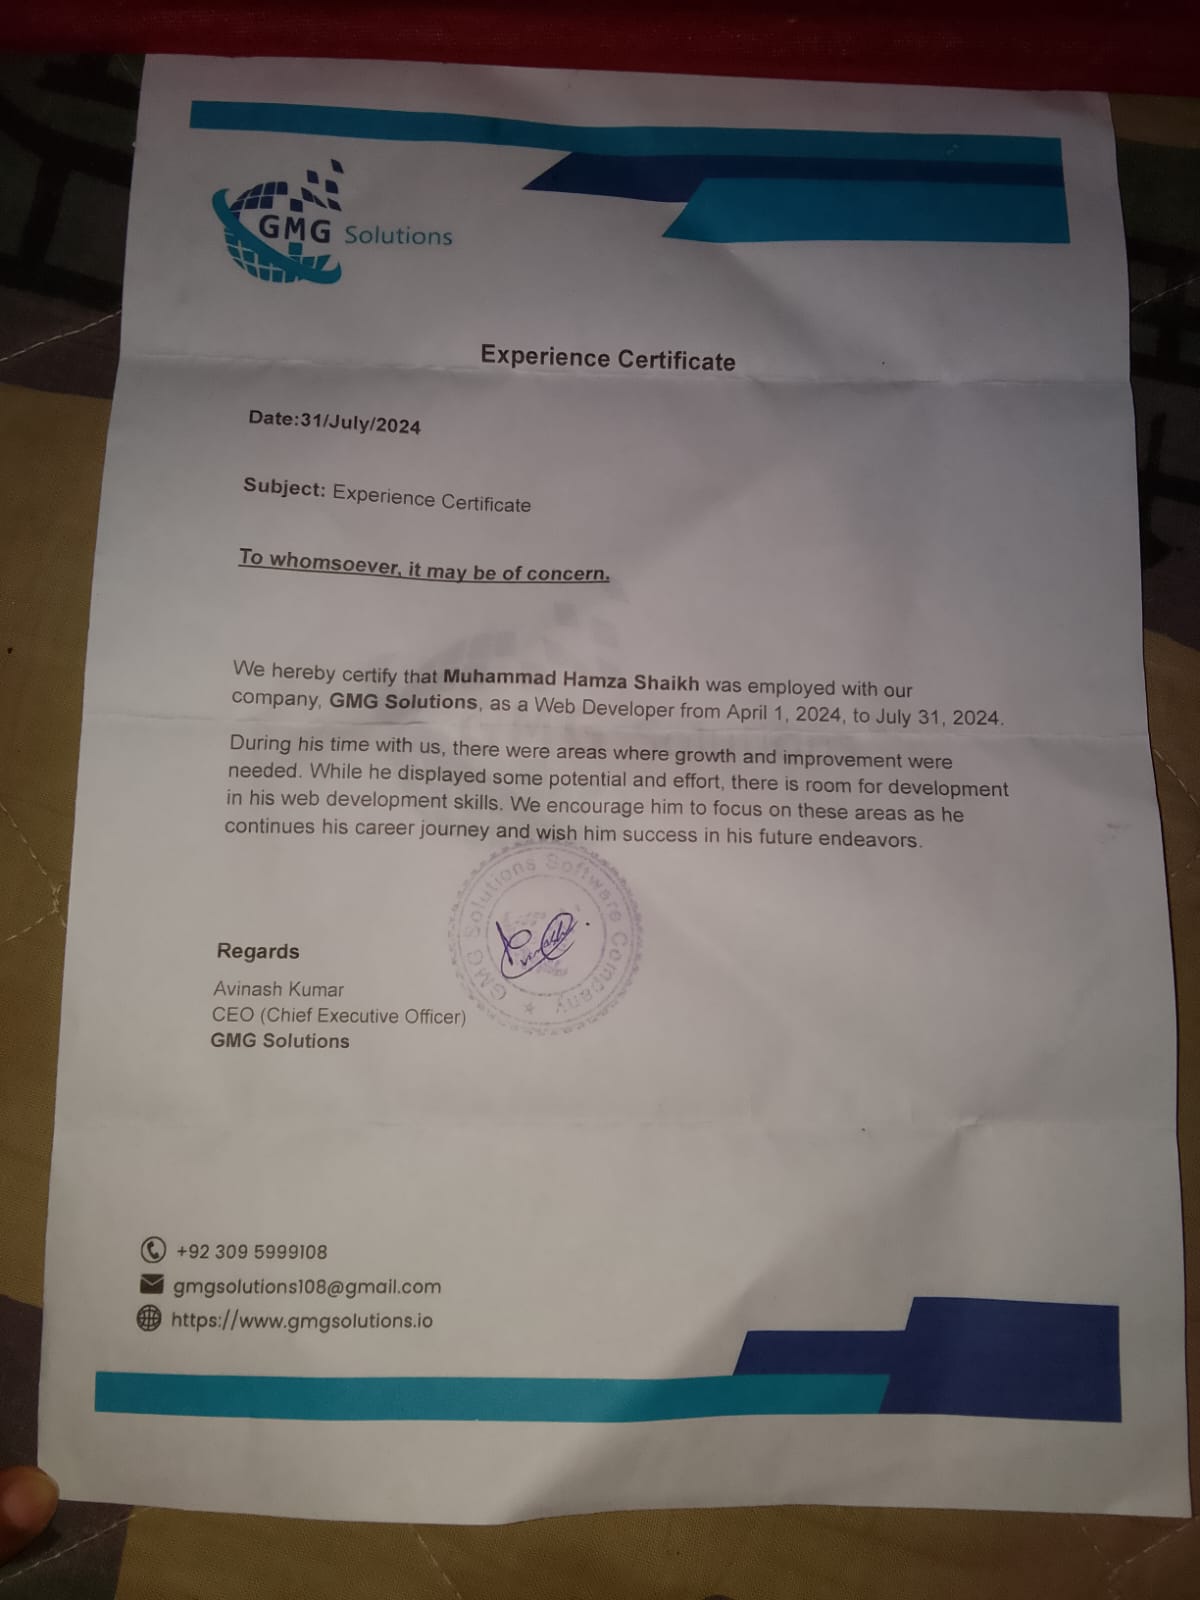 GMG Solutions
Experience Certificate
Date:31/July/2024
Subject: Experience Certificate
To whomsoever, it may be of concern.
We hereby certify that Muhammad Hamza Shaikh was employed with our
company, GMG Solutions, as a Web Developer from April 1, 2024, to July 31, 2024.
During his time with us, there were areas where growth and improvement were
needed. While he displayed some potential and effort, there is room for development
in his web development skills. We encourage him to focus on these areas as he
continues his career journey and wish him success in his future endeavors.
GMG Solutions Software Company
Regards
Avinash Kumar
CEO (Chief Executive Officer)
GMG Solutions
+92 309 5999108
gmgsolutions108@gmail.com
https://www.gmgsolutions.io